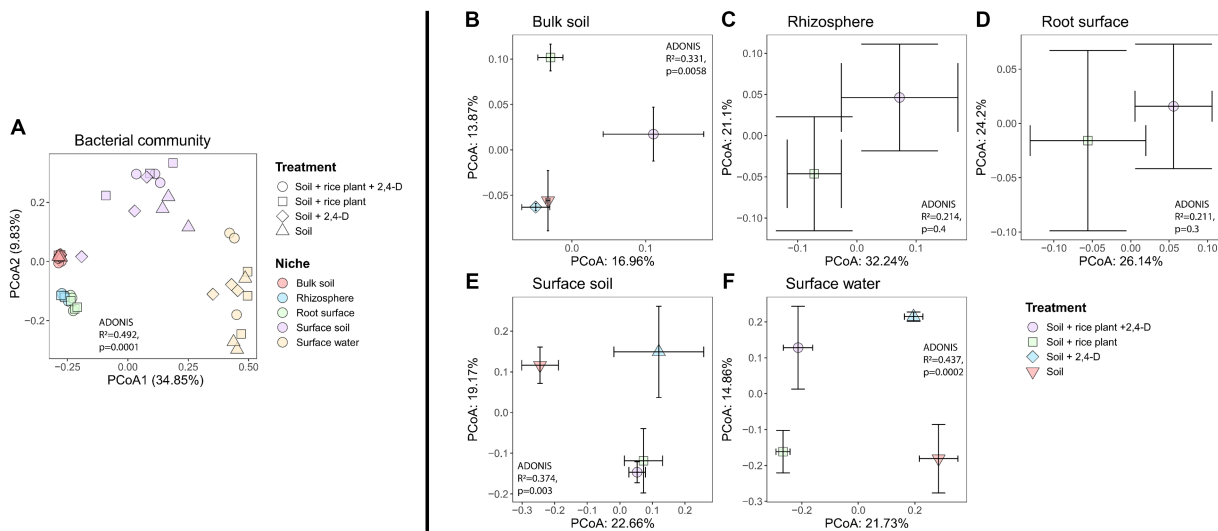 A
Bacterial community
PCoA2 (9.83%)
0.2
0.0
−0.2
ADONIS
R²=0.492,
p=0.0001
−0.25
0.00
0.25
0.50
PCoA1 (34.85%)
Treatment
Soil + rice plant + 2,4-D
Soil + rice plant
Soil + 2,4-D
Soil
Niche
Bulk soil
Rhizosphere
Root surface
Surface soil
Surface water
B
Bulk soil
PCoA: 13.87%
0.10
0.05
0.00
−0.05
ADONIS
R²=0.331,
p=0.0058
0.0
0.1
PCoA: 16.96%
C
Rhizosphere
PCoA: 21.1%
0.10
0.05
0.00
−0.05
−0.10
ADONIS
R²=0.214,
p=0.4
−0.1
0.0
0.1
PCoA: 32.24%
D
Root surface
PCoA: 24.2%
0.05
0.00
−0.05
−0.10
ADONIS
R²=0.211,
p=0.3
−0.10
−0.05
0.00
0.05
0.10
PCoA: 26.14%
E
Surface soil
PCoA: 19.17%
0.2
0.1
0.0
−0.1
−0.2
ADONIS
R²=0.374,
p=0.003
−0.3
−0.2
−0.1
0.0
0.1
0.2
PCoA: 22.66%
F
Surface water
PCoA: 14.86%
0.2
0.1
0.0
−0.1
−0.2
−0.3
ADONIS
R²=0.437,
p=0.0002
−0.2
0.0
0.2
0.4
PCoA: 21.73%
Treatment
Soil + rice plant +2,4-D
Soil + rice plant
Soil + 2,4-D
Soil